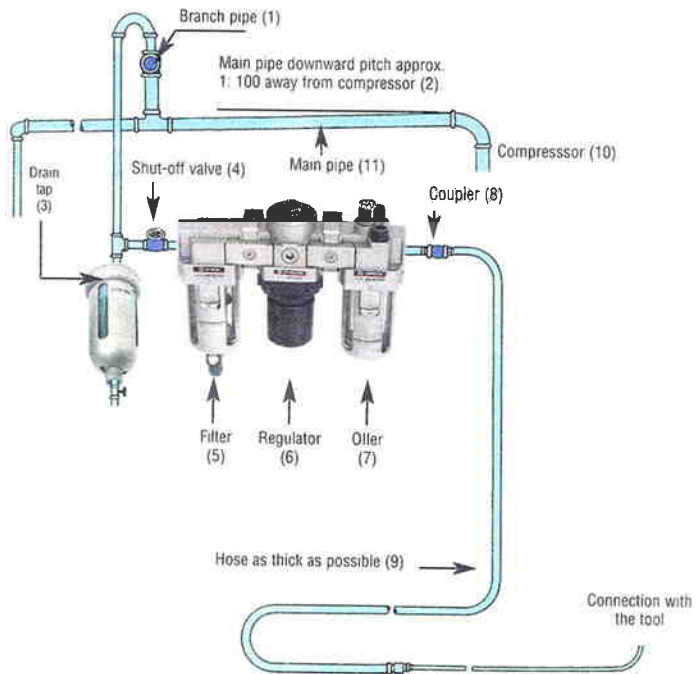 Branch pipe (1)
Main pipe downward pitch approx.
1: 100 away from compressor (2)
Compresssor (10)
Main pipe (11)
Shut-off valve (4)
Drain
tap
(3)
Coupler (8)
Filter
(5)
Regulator
(6)
Oller
(7)
Hose as thick as possible (9)
Connection with
the tool